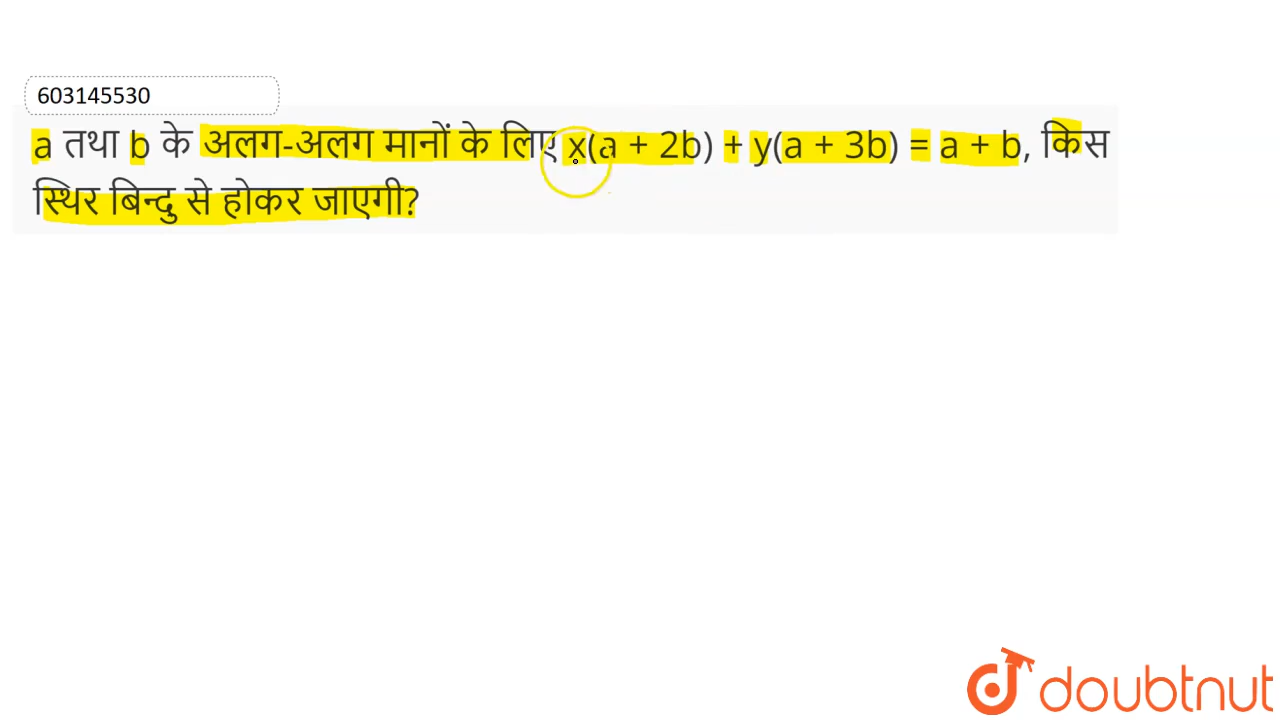 603145530
a तथा b के अलग-अलग मानों के लिए x(a + 2b) + y(a + 3b) = a + b, किस
स्थिर बिन्दु से होकर जाएगी?
doubtnut